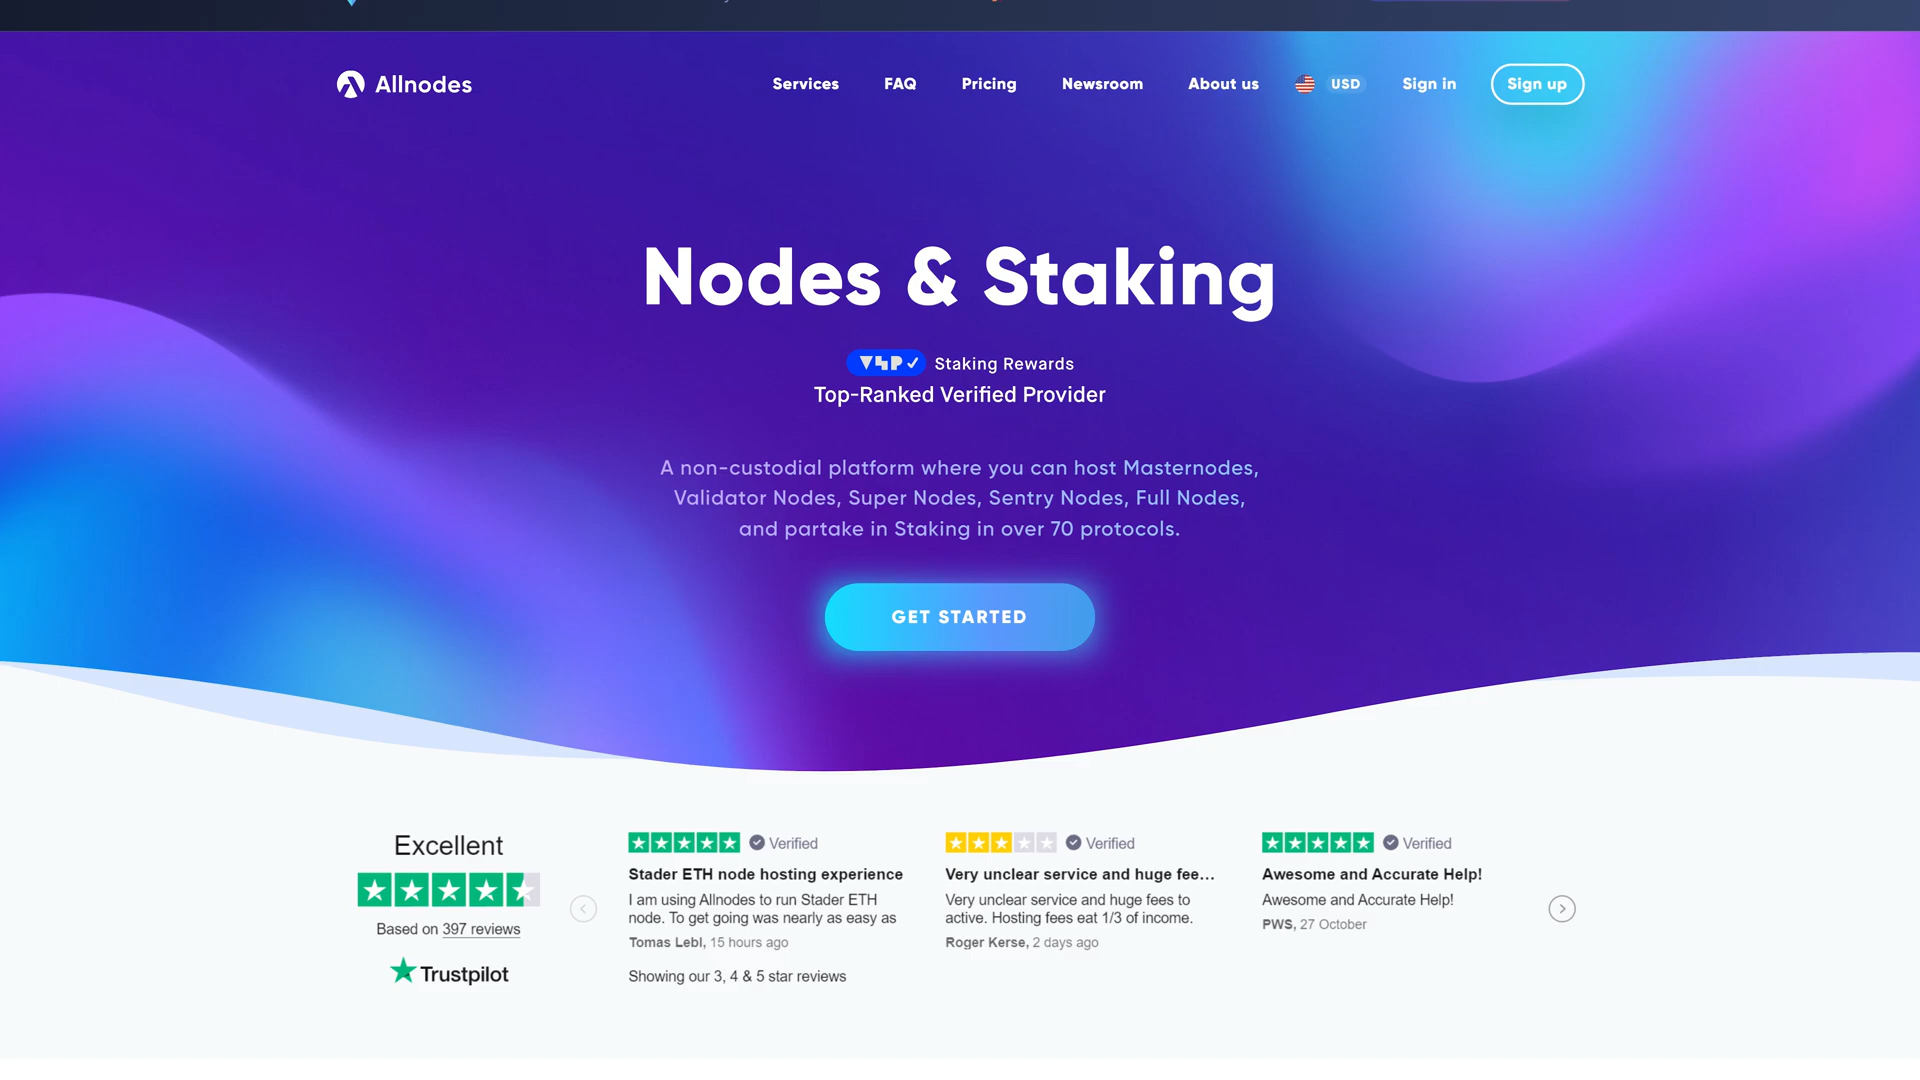 Allnodes
Services
FAQ
Pricing
Newsroom
About us
USD
Sign in
Sign up
Nodes & Staking
VSP Staking Rewards
Top-Ranked Verified Provider
A non-custodial platform where you can host Masternodes,
Validator Nodes, Super Nodes, Sentry Nodes, Full Nodes,
and partake in Staking in over 70 protocols.
GET STARTED
Excellent
Based on 397 reviews
Trustpilot
Verified
Stader ETH node hosting experience
I am using Allnodes to run Stader ETH
node. To get going was nearly as easy as
Tomas Lebl, 15 hours ago
Showing our 3, 4 & 5 star reviews
Verified
Very unclear service and huge fee...
Very unclear service and huge fees to
active. Hosting fees eat 1/3 of income.
Roger Kerse, 2 days ago
Verified
Awesome and Accurate Help!
Awesome and Accurate Help!
PWS, 27 October